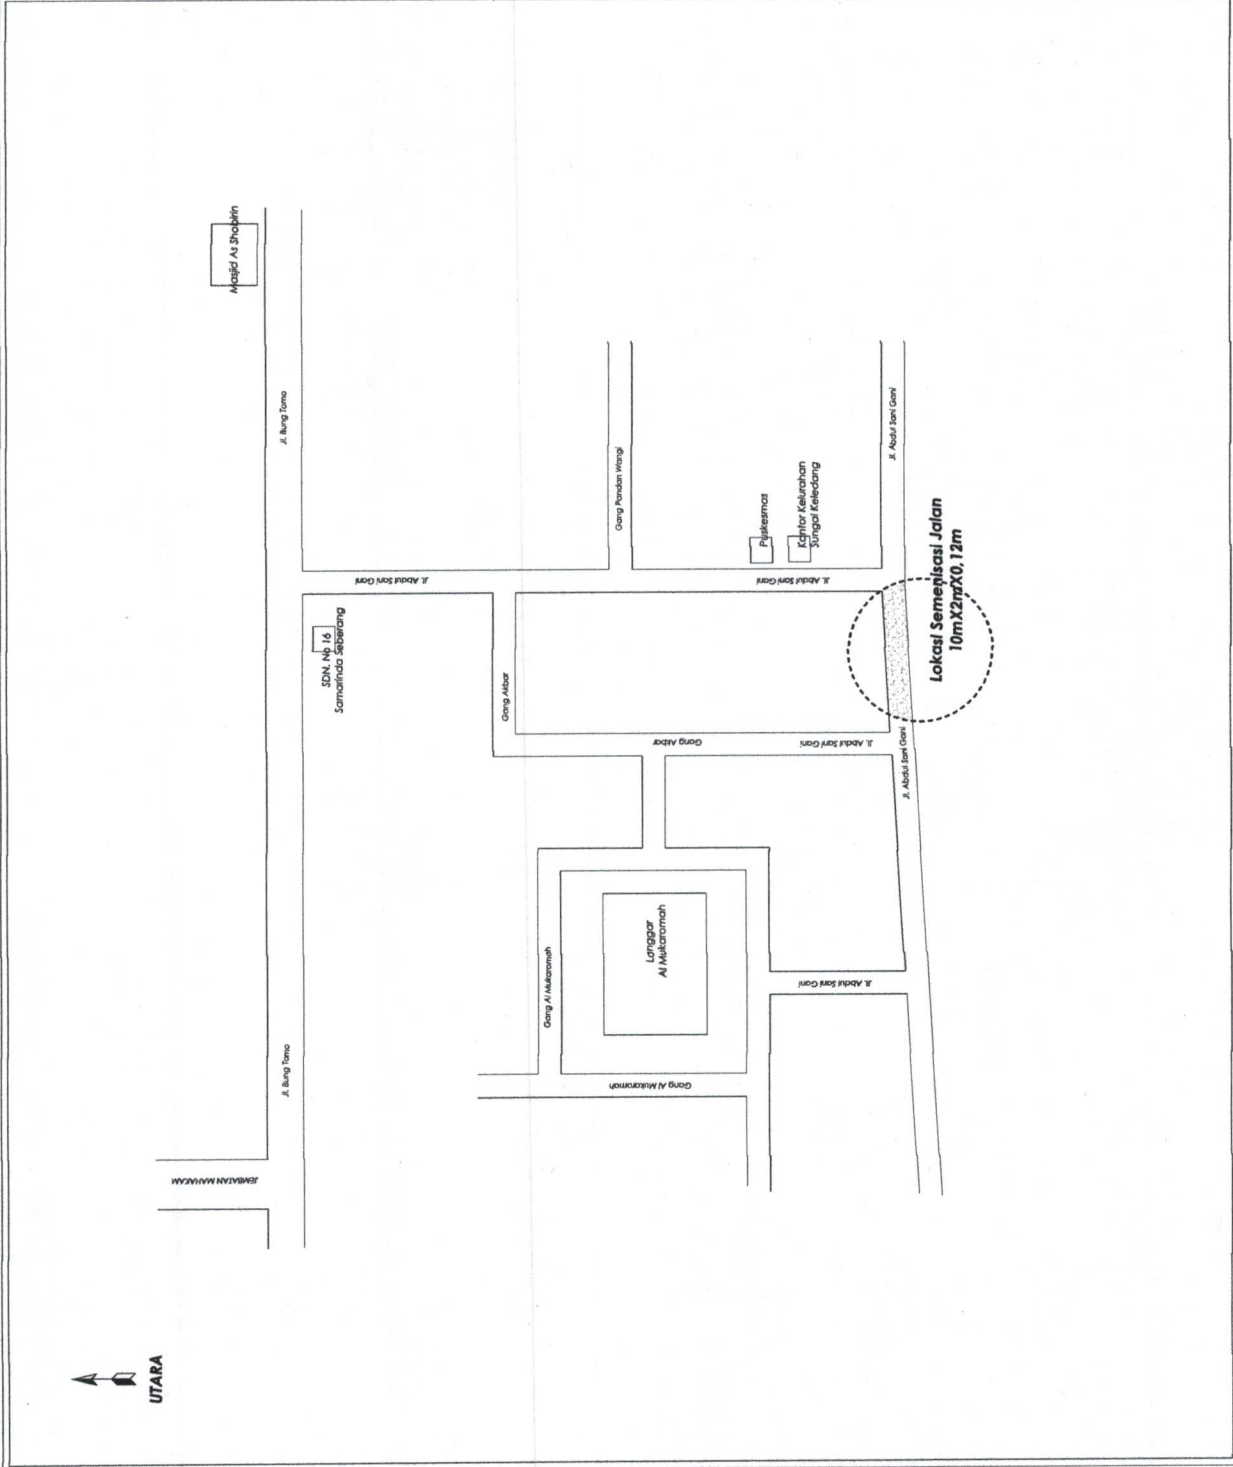 UTARA
JEMBATAN MAHAKAM
Masjid As Shobirin
Jl. Bung Tomo
Jl. Bung Tomo
SDN. No 16
Samarinda Seberang
Jl. Abdul Sani Gani
Gang Akbar
Gang Al Mukaromah
Gang Pandan Wangi
Gang Al Mukaromah
Langgar
Al Mukaromah
Gang Akbar
Puskesmas
Jl. Abdul Sani Gani
Kantor Kelurahan
Sungai Keledang
Jl. Abdul Sani Gani
Jl. Abdul Sani Gani
Jl. Abdul Sani Gani
Jl. Abdul Sani Gani
Lokasi Semenisasi Jalan
10mX2mX0,12m